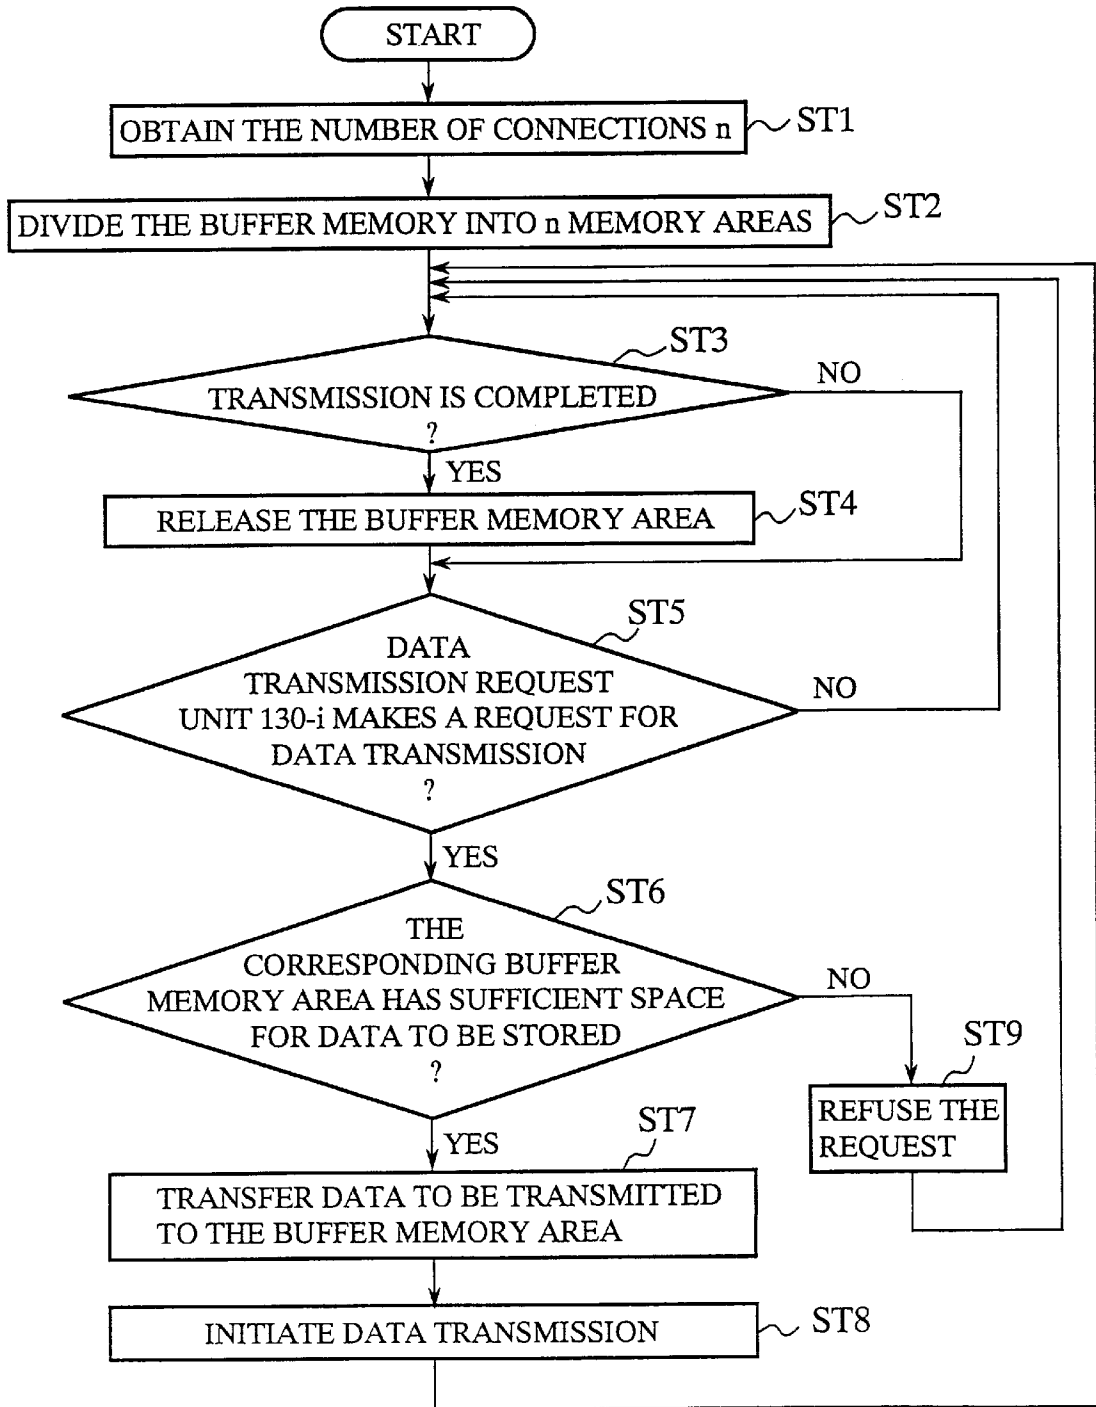 START
OBTAIN THE NUMBER OF CONNECTIONS n
ST1
DIVIDE THE BUFFER MEMORY INTO n MEMORY AREAS
ST2
ST3
TRANSMISSION IS COMPLETED
?
NO
YES
RELEASE THE BUFFER MEMORY AREA
ST4
ST5
DATA
TRANSMISSION REQUEST
UNIT 130-i MAKES A REQUEST FOR
DATA TRANSMISSION
?
NO
YES
ST6
THE
CORRESPONDING BUFFER
MEMORY AREA HAS SUFFICIENT SPACE
FOR DATA TO BE STORED
?
NO
ST9
REFUSE THE
REQUEST
YES
ST7
TRANSFER DATA TO BE TRANSMITTED
TO THE BUFFER MEMORY AREA
INITIATE DATA TRANSMISSION
ST8